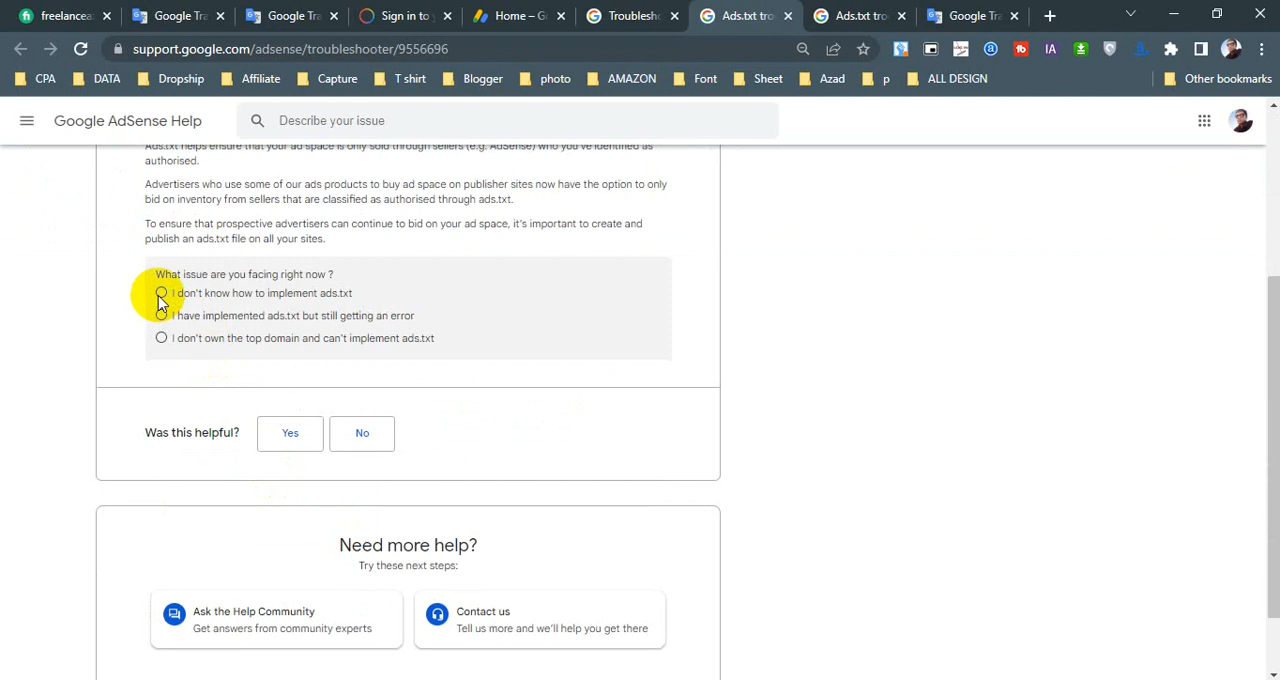 freelancea
Google Tra
Google Tra
Sign in to y
Home – G
Troublesh
Ads.txt tro
Ads.txt tro
Google Tra
support.google.com/adsense/troubleshooter/9556696
CPA
DATA
Dropship
Affiliate
Capture
T shirt
Blogger
photo
AMAZON
Font
Sheet
Azad
p
ALL DESIGN
Other bookmarks
Google AdSense Help
Describe your issue
Ads.txt helps ensure that your ad space is only sold through sellers (e.g. AdSense) who you've identified as
authorised.
Advertisers who use some of our ads products to buy ad space on publisher sites now have the option to only
bid on inventory from sellers that are classified as authorised through ads.txt.
To ensure that prospective advertisers can continue to bid on your ad space, it's important to create and
publish an ads.txt file on all your sites.
What issue are you facing right now ?
I don't know how to implement ads.txt
I have implemented ads.txt but still getting an error
I don't own the top domain and can't implement ads.txt
Was this helpful?
Yes
No
Need more help?
Try these next steps:
Ask the Help Community
Get answers from community experts
Contact us
Tell us more and we'll help you get there